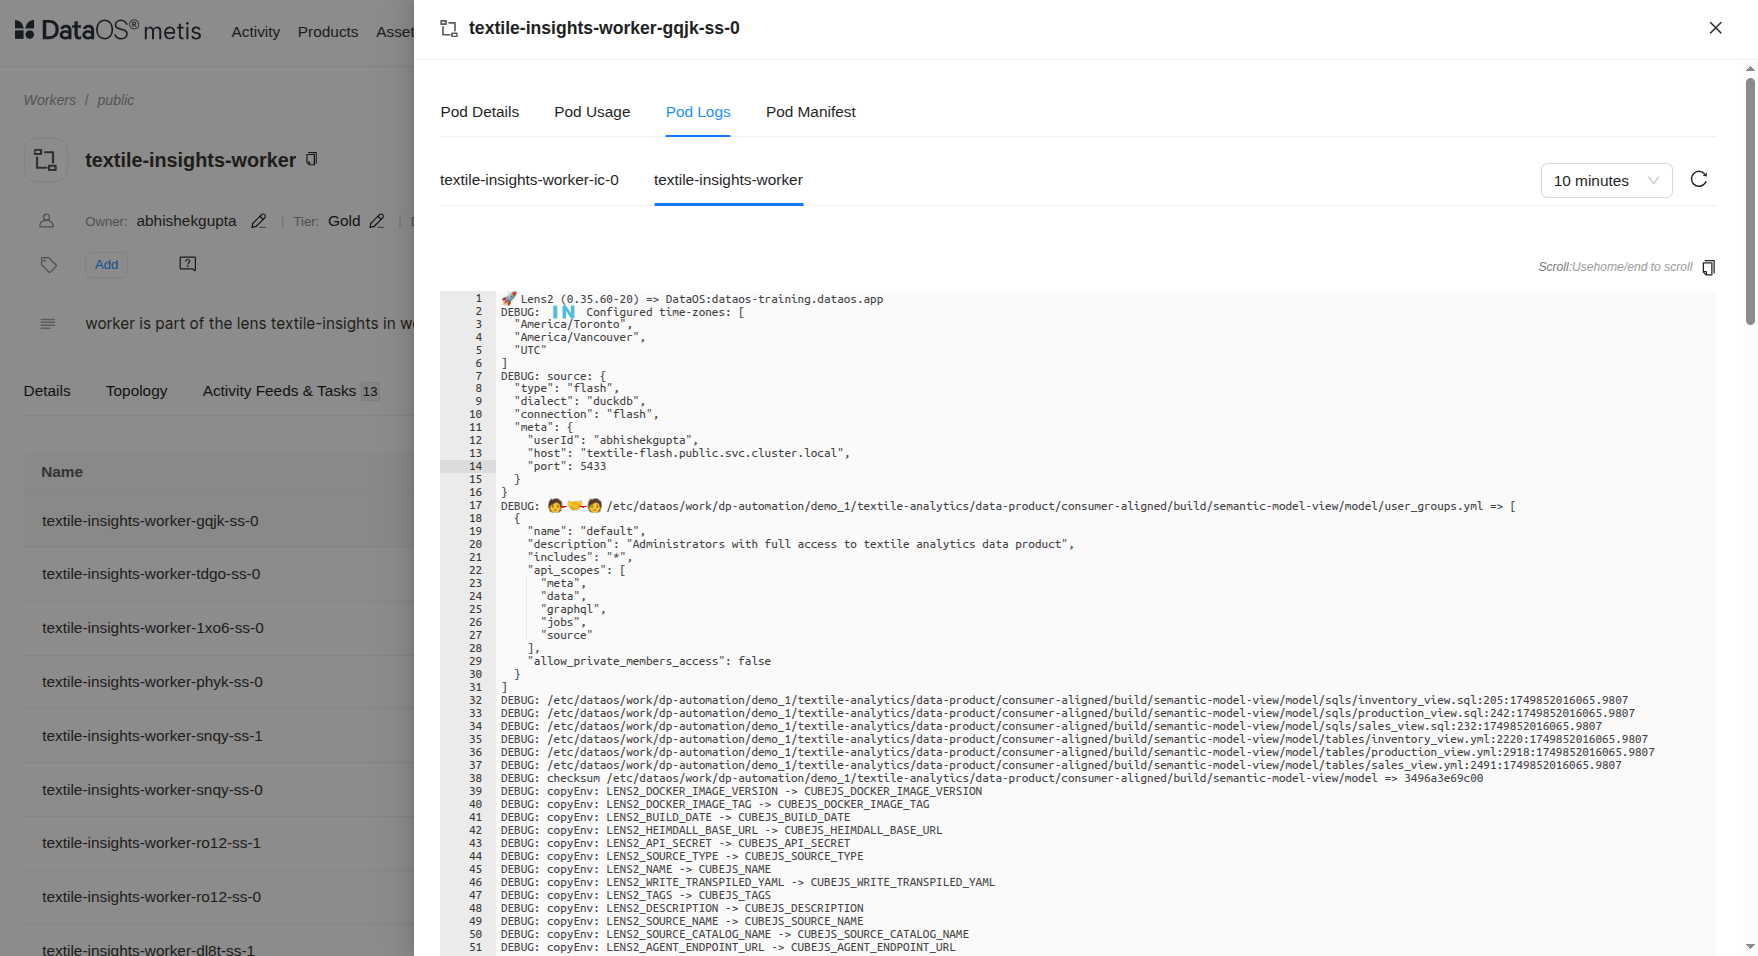 DataOS® metis
Activity Products Asset
Workers / public
textile-insights-worker
Owner: abhishekgupta | Tier: Gold |
Add
worker is part of the lens textile-insights in
Details Topology Activity Feeds & Tasks 13
Name
textile-insights-worker-gqjk-ss-0
textile-insights-worker-tdgo-ss-0
textile-insights-worker-1xo6-ss-0
textile-insights-worker-phyk-ss-0
textile-insights-worker-snqy-ss-1
textile-insights-worker-snqy-ss-0
textile-insights-worker-ro12-ss-1
textile-insights-worker-ro12-ss-0
textile-insights-worker-dl8t-ss-1
textile-insights-worker-gqjk-ss-0
Pod Details Pod Usage Pod Logs Pod Manifest
textile-insights-worker-ic-0 textile-insights-worker
10 minutes
Scroll:Usehome/end to scroll
1 🚀 Lens2 (0.35.60-20) => DataOS:dataos-training.dataos.app
2 DEBUG: 🇮🇳 Configured time-zones: [
3 "America/Toronto",
4 "America/Vancouver",
5 "UTC"
6 ]
7 DEBUG: source: {
8 "type": "flash",
9 "dialect": "duckdb",
10 "connection": "flash",
11 "meta": {
12 "userId": "abhishekgupta",
13 "host": "textile-flash.public.svc.cluster.local",
14 "port": 5433
15 }
16 }
17 DEBUG: 🧑‍🤝‍🧑 /etc/dataos/work/dp-automation/demo_1/textile-analytics/data-product/consumer-aligned/build/semantic-model-view/model/user_groups.yml => [
18 {
19 "name": "default",
20 "description": "Administrators with full access to textile analytics data product",
21 "includes": "*",
22 "api_scopes": [
23 "meta",
24 "data",
25 "graphql",
26 "jobs",
27 "source"
28 ],
29 "allow_private_members_access": false
30 }
31 ]
32 DEBUG: /etc/dataos/work/dp-automation/demo_1/textile-analytics/data-product/consumer-aligned/build/semantic-model-view/model/sqls/inventory_view.sql:205:1749852016065.9807
33 DEBUG: /etc/dataos/work/dp-automation/demo_1/textile-analytics/data-product/consumer-aligned/build/semantic-model-view/model/sqls/production_view.sql:242:1749852016065.9807
34 DEBUG: /etc/dataos/work/dp-automation/demo_1/textile-analytics/data-product/consumer-aligned/build/semantic-model-view/model/sqls/sales_view.sql:232:1749852016065.9807
35 DEBUG: /etc/dataos/work/dp-automation/demo_1/textile-analytics/data-product/consumer-aligned/build/semantic-model-view/model/tables/inventory_view.yml:2220:1749852016065.9807
36 DEBUG: /etc/dataos/work/dp-automation/demo_1/textile-analytics/data-product/consumer-aligned/build/semantic-model-view/model/tables/production_view.yml:2918:1749852016065.9807
37 DEBUG: /etc/dataos/work/dp-automation/demo_1/textile-analytics/data-product/consumer-aligned/build/semantic-model-view/model/tables/sales_view.yml:2491:1749852016065.9807
38 DEBUG: checksum /etc/dataos/work/dp-automation/demo_1/textile-analytics/data-product/consumer-aligned/build/semantic-model-view/model => 3496a3e69c00
39 DEBUG: copyEnv: LENS2_DOCKER_IMAGE_VERSION -> CUBEJS_DOCKER_IMAGE_VERSION
40 DEBUG: copyEnv: LENS2_DOCKER_IMAGE_TAG -> CUBEJS_DOCKER_IMAGE_TAG
41 DEBUG: copyEnv: LENS2_BUILD_DATE -> CUBEJS_BUILD_DATE
42 DEBUG: copyEnv: LENS2_HEIMDALL_BASE_URL -> CUBEJS_HEIMDALL_BASE_URL
43 DEBUG: copyEnv: LENS2_API_SECRET -> CUBEJS_API_SECRET
44 DEBUG: copyEnv: LENS2_SOURCE_TYPE -> CUBEJS_SOURCE_TYPE
45 DEBUG: copyEnv: LENS2_NAME -> CUBEJS_NAME
46 DEBUG: copyEnv: LENS2_WRITE_TRANSPILED_YAML -> CUBEJS_WRITE_TRANSPILED_YAML
47 DEBUG: copyEnv: LENS2_TAGS -> CUBEJS_TAGS
48 DEBUG: copyEnv: LENS2_DESCRIPTION -> CUBEJS_DESCRIPTION
49 DEBUG: copyEnv: LENS2_SOURCE_NAME -> CUBEJS_SOURCE_NAME
50 DEBUG: copyEnv: LENS2_SOURCE_CATALOG_NAME -> CUBEJS_SOURCE_CATALOG_NAME
51 DEBUG: copyEnv: LENS2_AGENT_ENDPOINT_URL -> CUBEJS_AGENT_ENDPOINT_URL